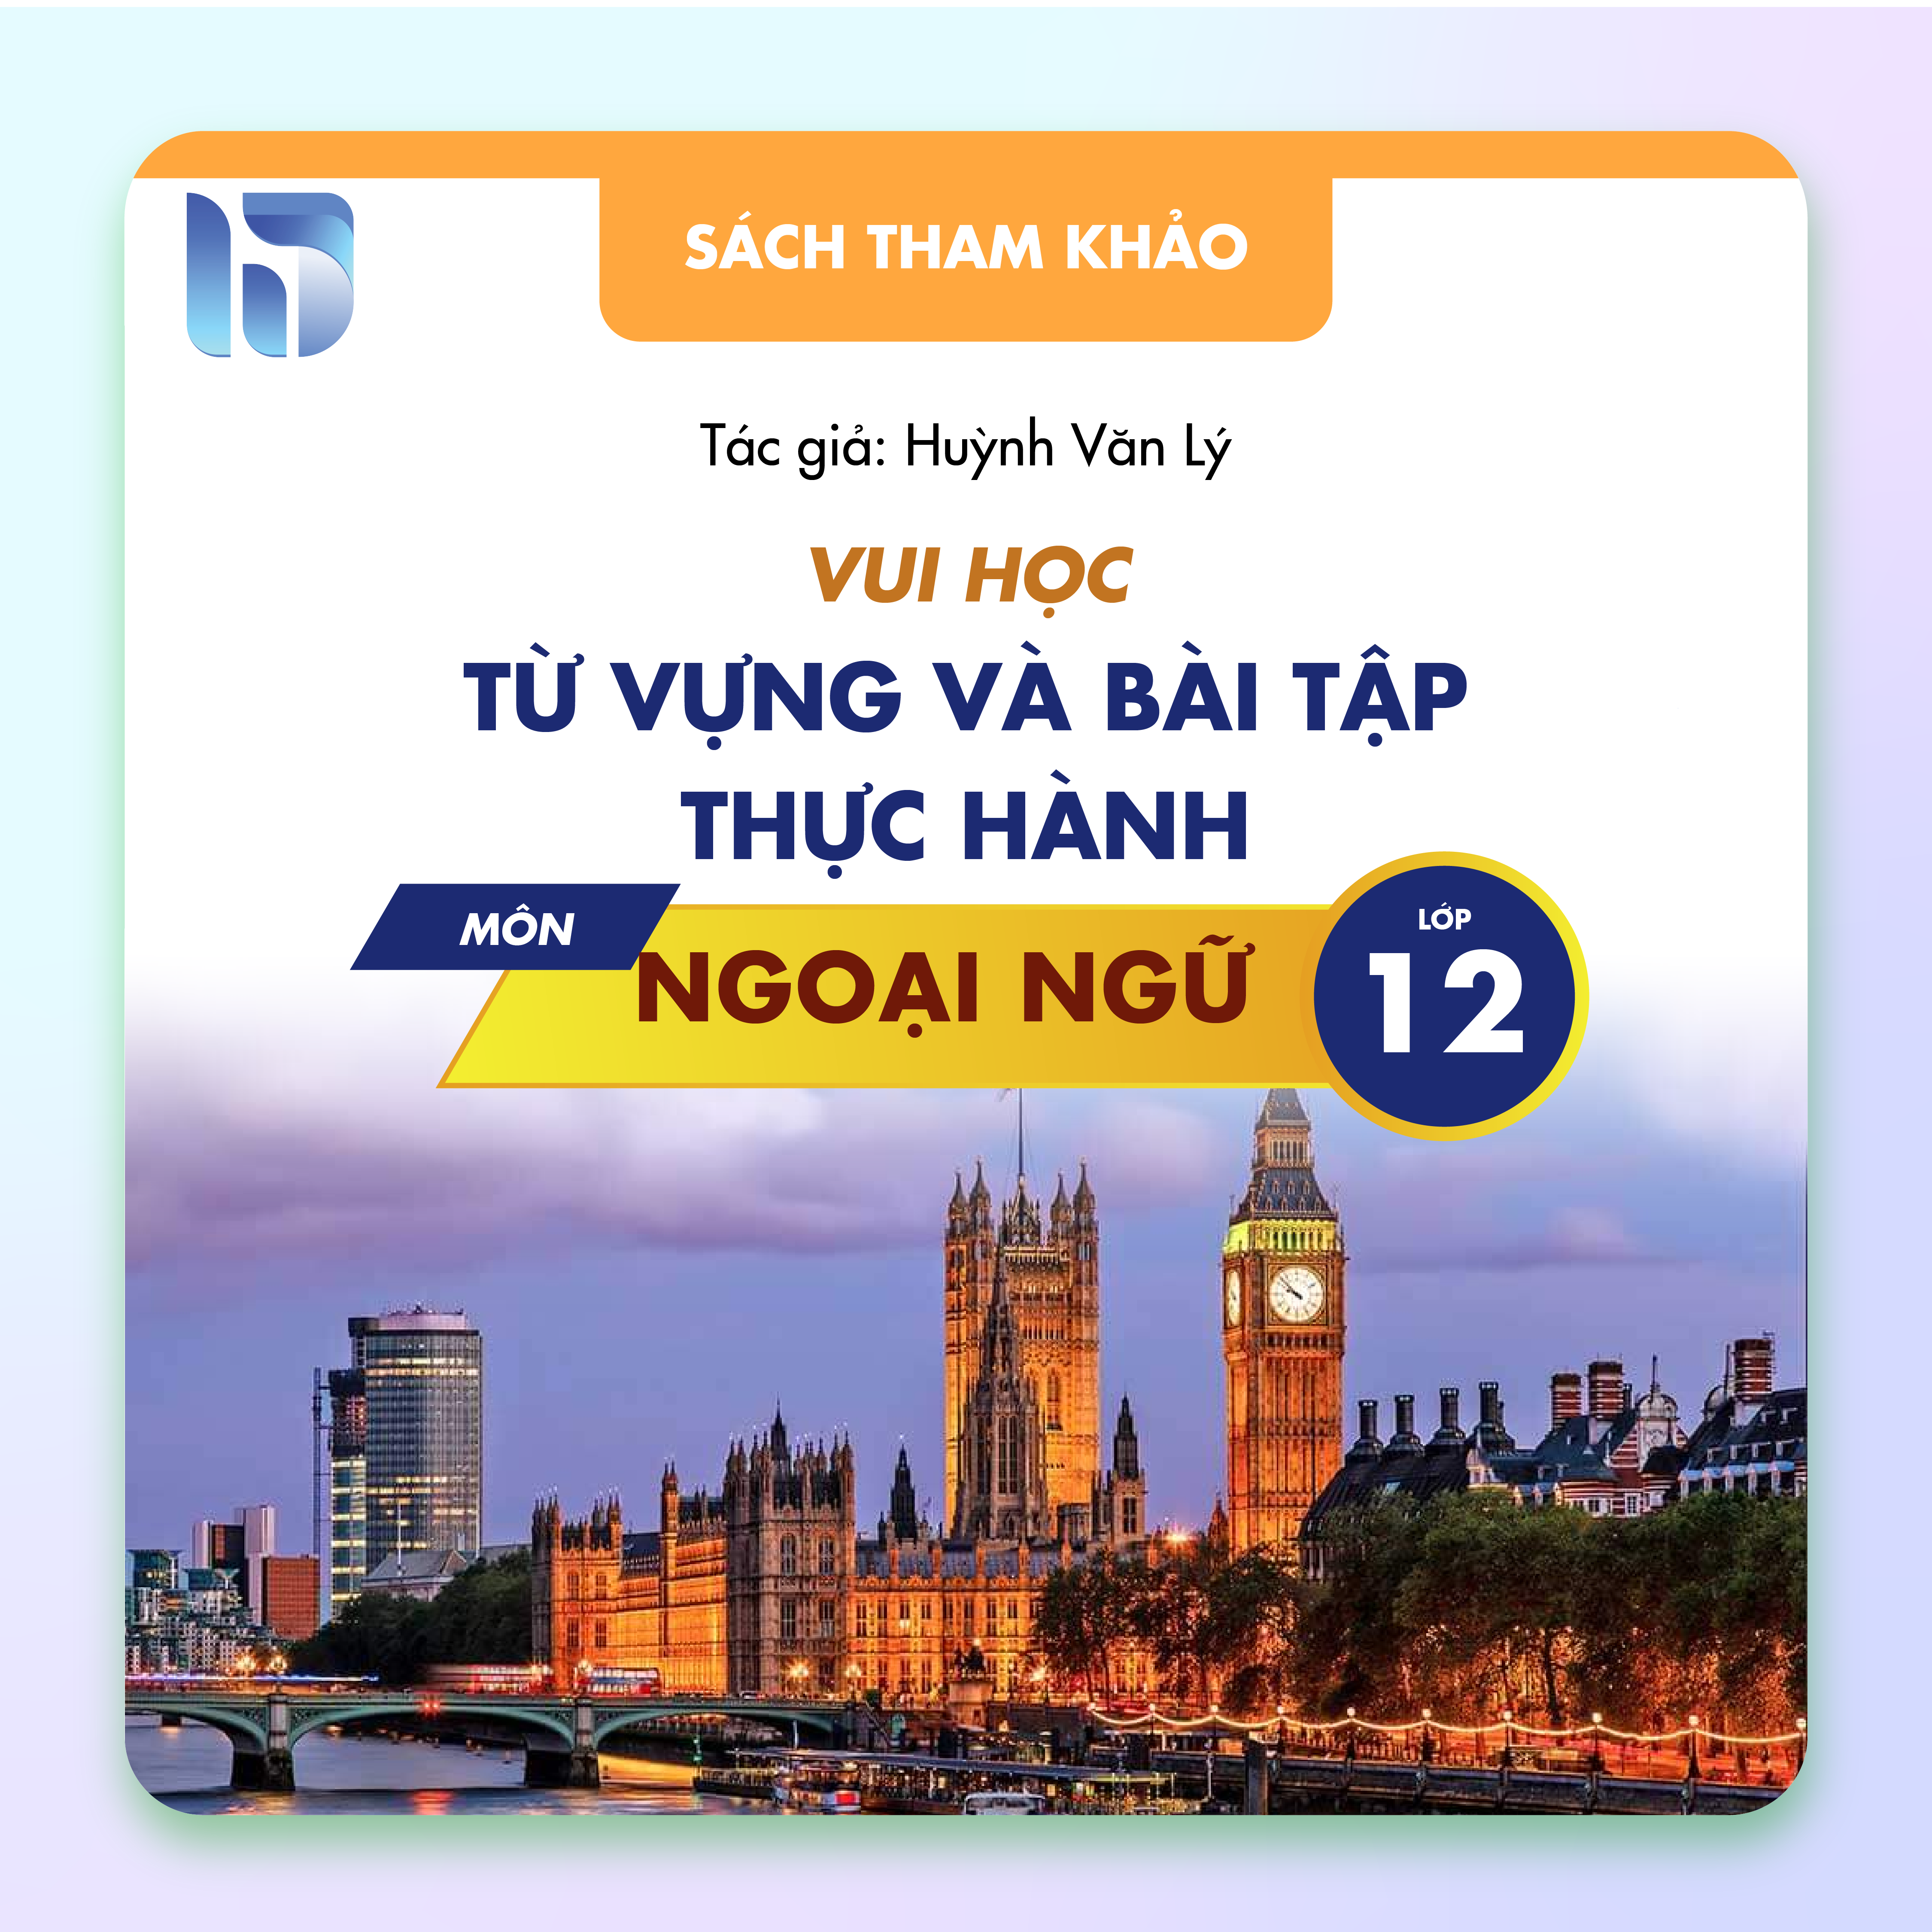 SÁCH THAM KHẢO
Tác giả: Huỳnh Văn Lý
VUI HỌC
TỪ VỰNG VÀ BÀI TẬP
THỰC HÀNH
MÔN
NGOẠI NGỮ
LỚP
12